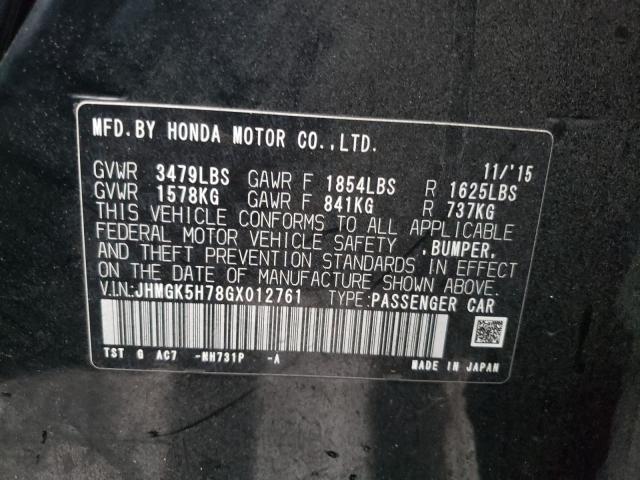 MFD.BY HONDA MOTOR CO.,LTD.
11/'15
GVWR 3479LBS GAWR F 1854LBS R 1625LBS
GVWR 1578KG GAWR F 841KG R 737KG
THIS VEHICLE CONFORMS TO ALL APPLICABLE
FEDERAL MOTOR VEHICLE SAFETY ,BUMPER,
AND THEFT PREVENTION STANDARDS IN EFFECT
ON THE DATE OF MANUFACTURE SHOWN ABOVE.
V.I.N:JHMGK5H78GX012761 TYPE:PASSENGER CAR
TST G AC7 -NH731P -A
MADE IN JAPAN